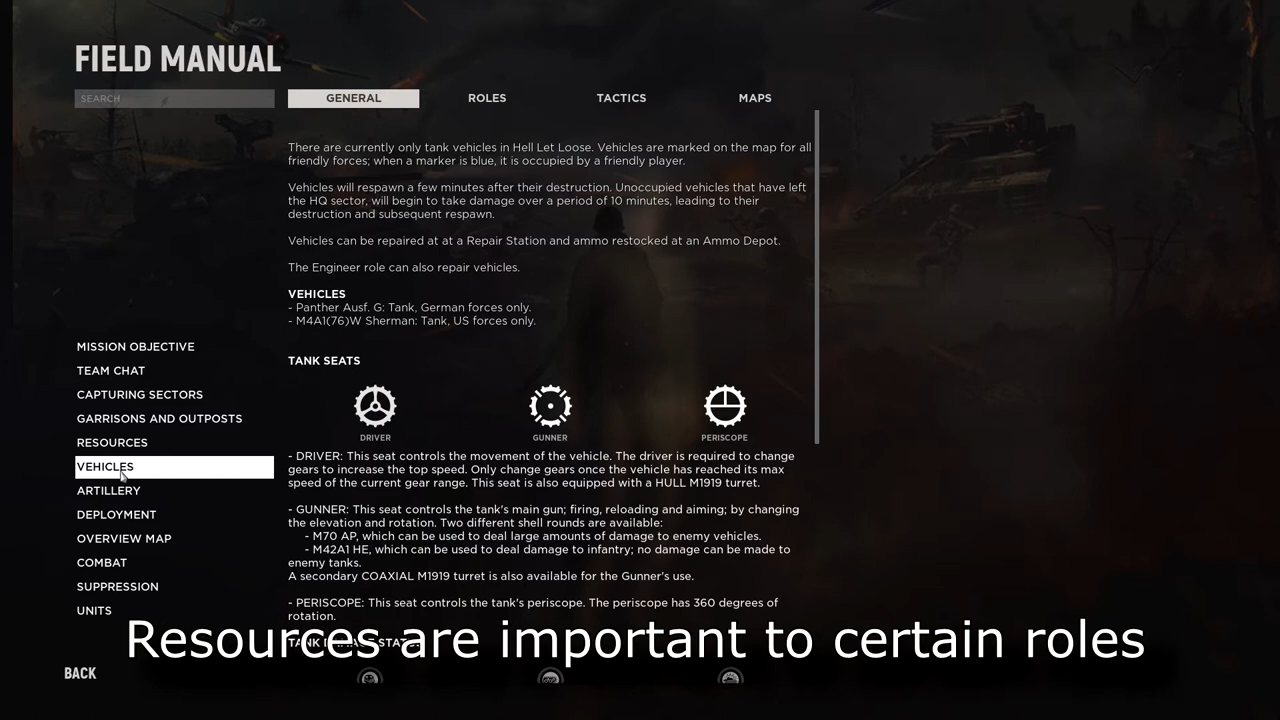 FIELD MANUAL
SEARCH
GENERAL
ROLES
TACTICS
MAPS
There are currently only tank vehicles in Hell Let Loose. Vehicles are marked on the map for all
friendly forces; when a marker is blue, it is occupied by a friendly player.
Vehicles will respawn a few minutes after their destruction. Unoccupied vehicles that have left
the HQ sector, will begin to take damage over a period of 10 minutes, leading to their
destruction and subsequent respawn.
Vehicles can be repaired at at a Repair Station and ammo restocked at an Ammo Depot.
The Engineer role can also repair vehicles.
VEHICLES
- Panther Ausf. G: Tank, German forces only.
- M4A1(76)W Sherman: Tank, US forces only.
TANK SEATS
DRIVER
GUNNER
PERISCOPE
- DRIVER: This seat controls the movement of the vehicle. The driver is required to change
gears to increase the top speed. Only change gears once the vehicle has reached its max
speed of the current gear range. This seat is also equipped with a HULL M1919 turret.
- GUNNER: This seat controls the tank's main gun; firing, reloading and aiming; by changing
the elevation and rotation. Two different shell rounds are available:
- M70 AP, which can be used to deal large amounts of damage to enemy vehicles.
- M42A1 HE, which can be used to deal damage to infantry; no damage can be made to
enemy tanks.
A secondary COAXIAL M1919 turret is also available for the Gunner's use.
- PERISCOPE: This seat controls the tank's periscope. The periscope has 360 degrees of
rotation.
TANK
MISSION OBJECTIVE
TEAM CHAT
CAPTURING SECTORS
GARRISONS AND OUTPOSTS
RESOURCES
VEHICLES
ARTILLERY
DEPLOYMENT
OVERVIEW MAP
COMBAT
SUPPRESSION
UNITS
Resources are important to certain roles
BACK